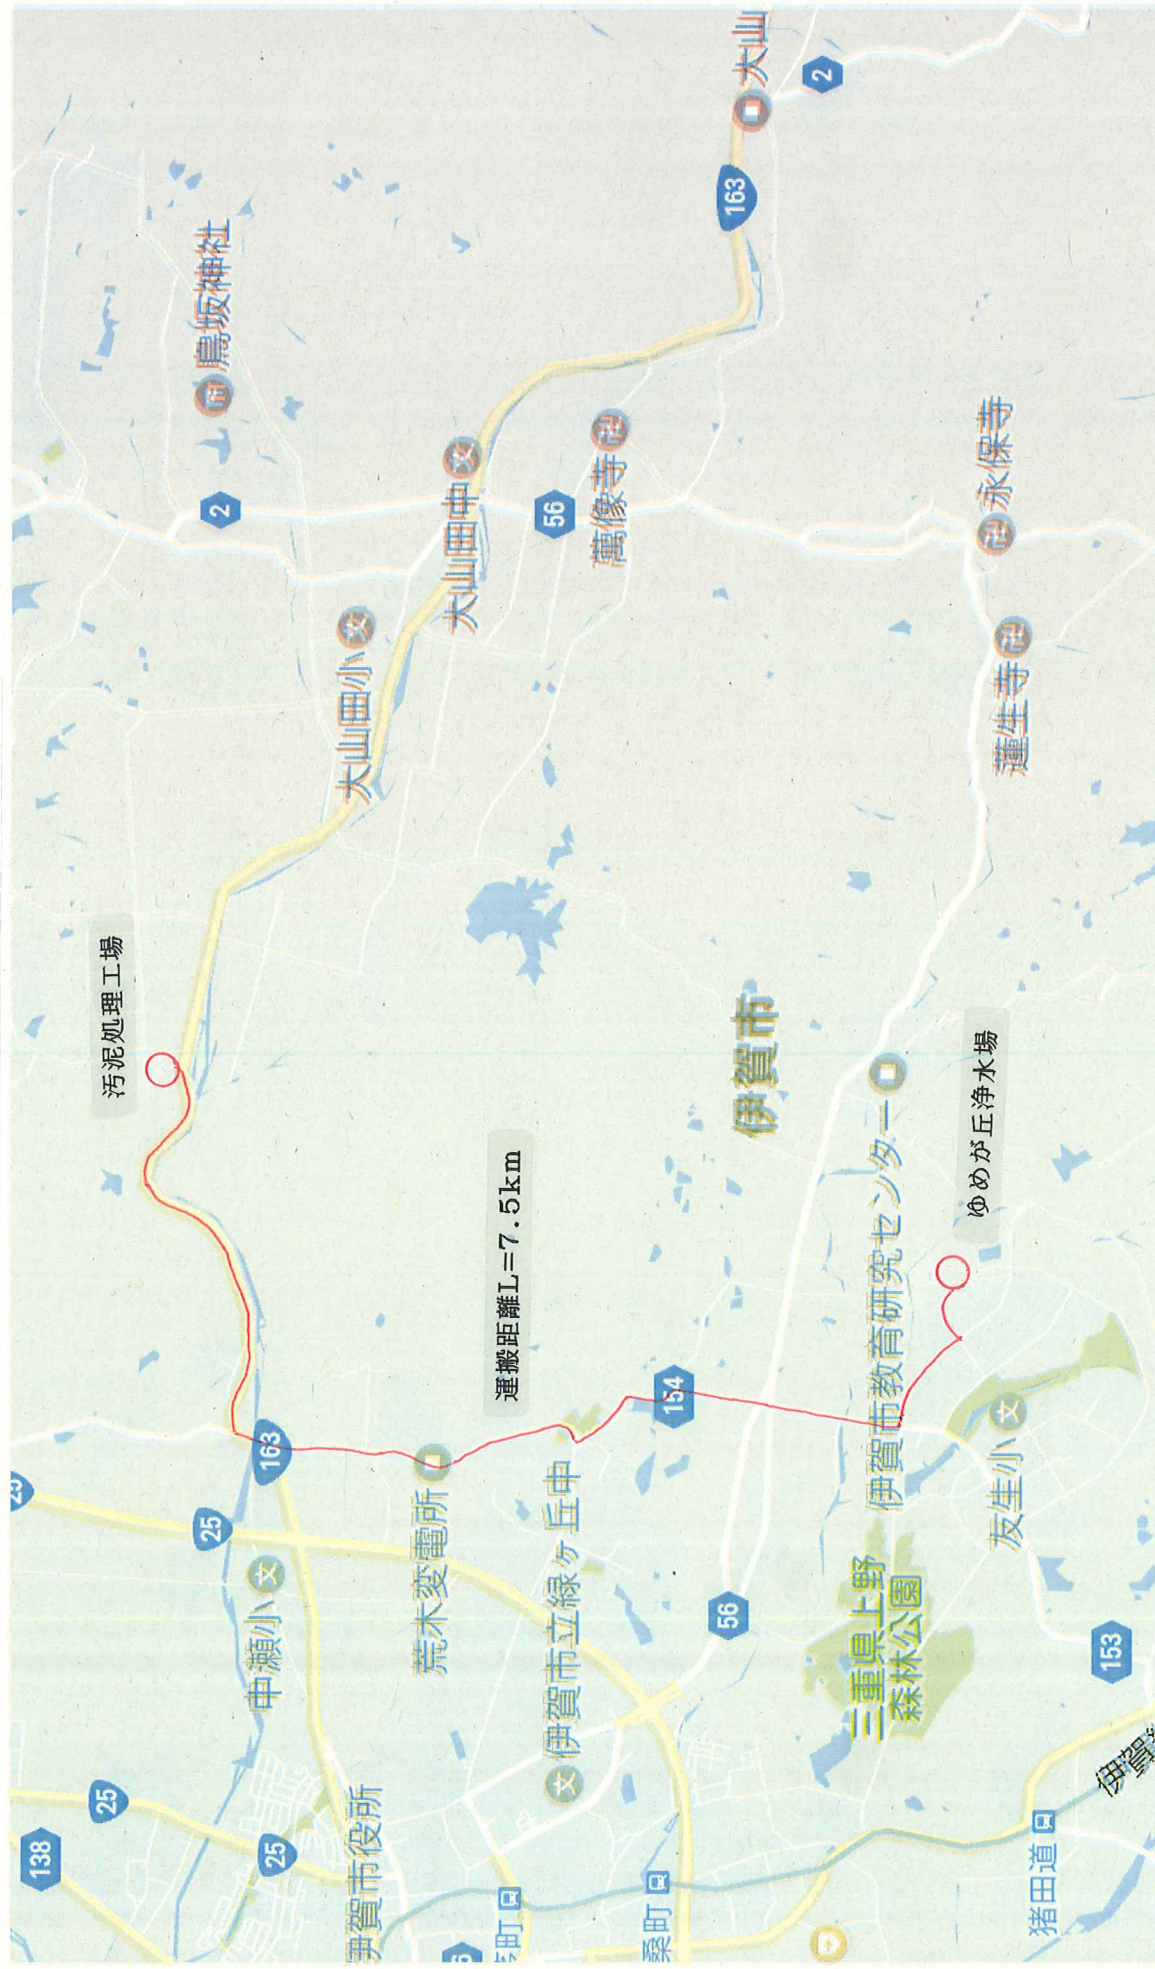 138
25
汚泥処理工場
25
鳥坂神社
2
中瀬小
163
25
大山田小
伊賀市役所
荒木変電所
大山田中
運搬距離L=7.5km
56
伊賀市立緑ヶ丘中
萬像寺
桑町
154
56
163
大山
伊賀市
2
三重県上野
森林公園
伊賀市教育研究センター
ゆめが丘浄水場
永保寺
友生小
蓮生寺
猪田道
153
伊賀